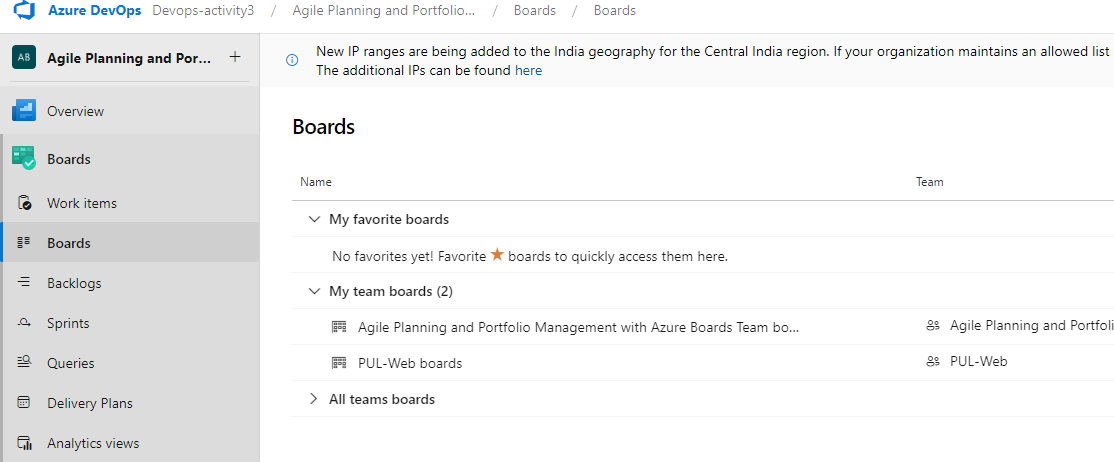 Azure DevOps Devops-activity3 / Agile Planning and Portfolio... / Boards / Boards
AB Agile Planning and Por... +
New IP ranges are being added to the India geography for the Central India region. If your organization maintains an allowed list
The additional IPs can be found here
Overview
Boards
Work items
Boards
Backlogs
Sprints
Queries
Delivery Plans
Analytics views
Boards
Name Team
My favorite boards
No favorites yet! Favorite ★ boards to quickly access them here.
My team boards (2)
Agile Planning and Portfolio Management with Azure Boards Team bo... Agile Planning and Portfoli
PUL-Web boards PUL-Web
All teams boards